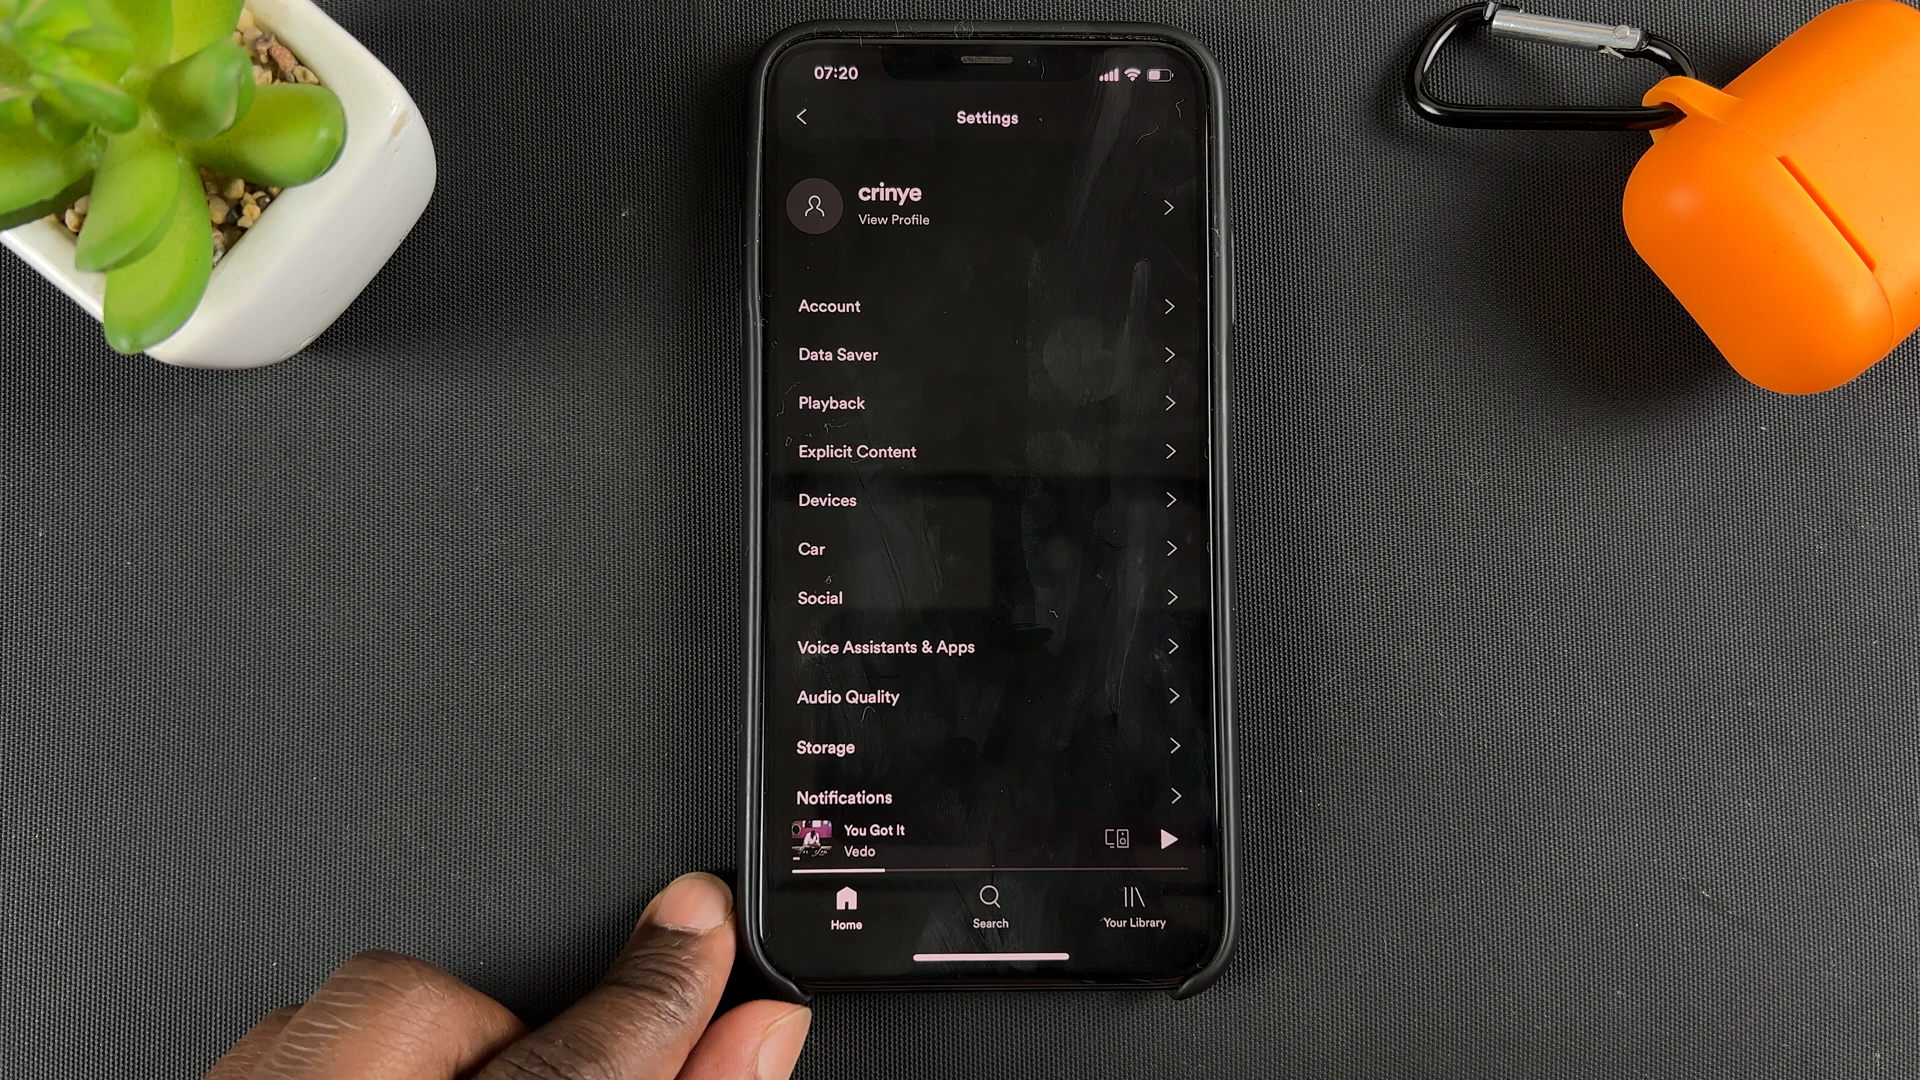 07:20
Settings
crinye
View Profile
Account
Data Saver
Playback
Explicit Content
Devices
Car
Social
Voice Assistants & Apps
Audio Quality
Storage
Notifications
You Got It
Vedo
Home
Search
Your Library